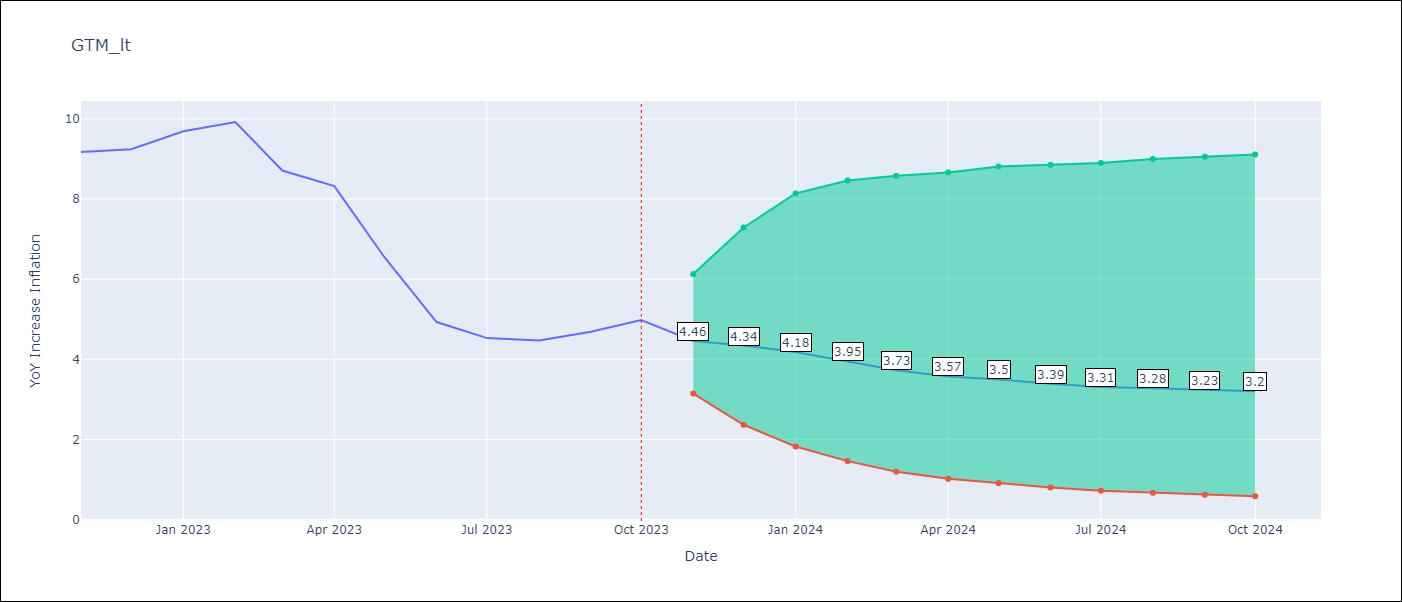 GTM_lt
YoY Increase Inflation
10
8
6
4
2
0
4.46
4.34
4.18
3.95
3.73
3.57
3.5
3.39
3.31
3.28
3.23
3.2
Jan 2023
Apr 2023
Jul 2023
Oct 2023
Jan 2024
Apr 2024
Jul 2024
Oct 2024
Date